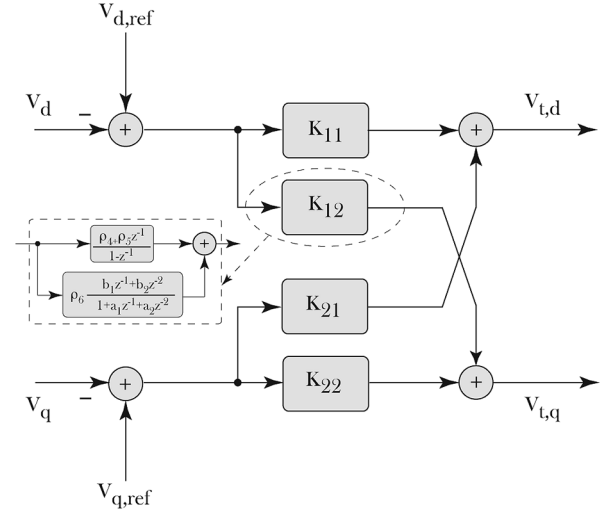 V_{d,ref}
V_d
−
+
K_{11}
+
V_{t,d}
K_{12}
ρ_4+ρ_5z^{-1}
1-z^{-1}
+
ρ_6
b_1z^{-1}+b_2z^{-2}
1+a_1z^{-1}+a_2z^{-2}
K_{21}
K_{22}
+
+
V_q
−
V_{t,q}
V_{q,ref}